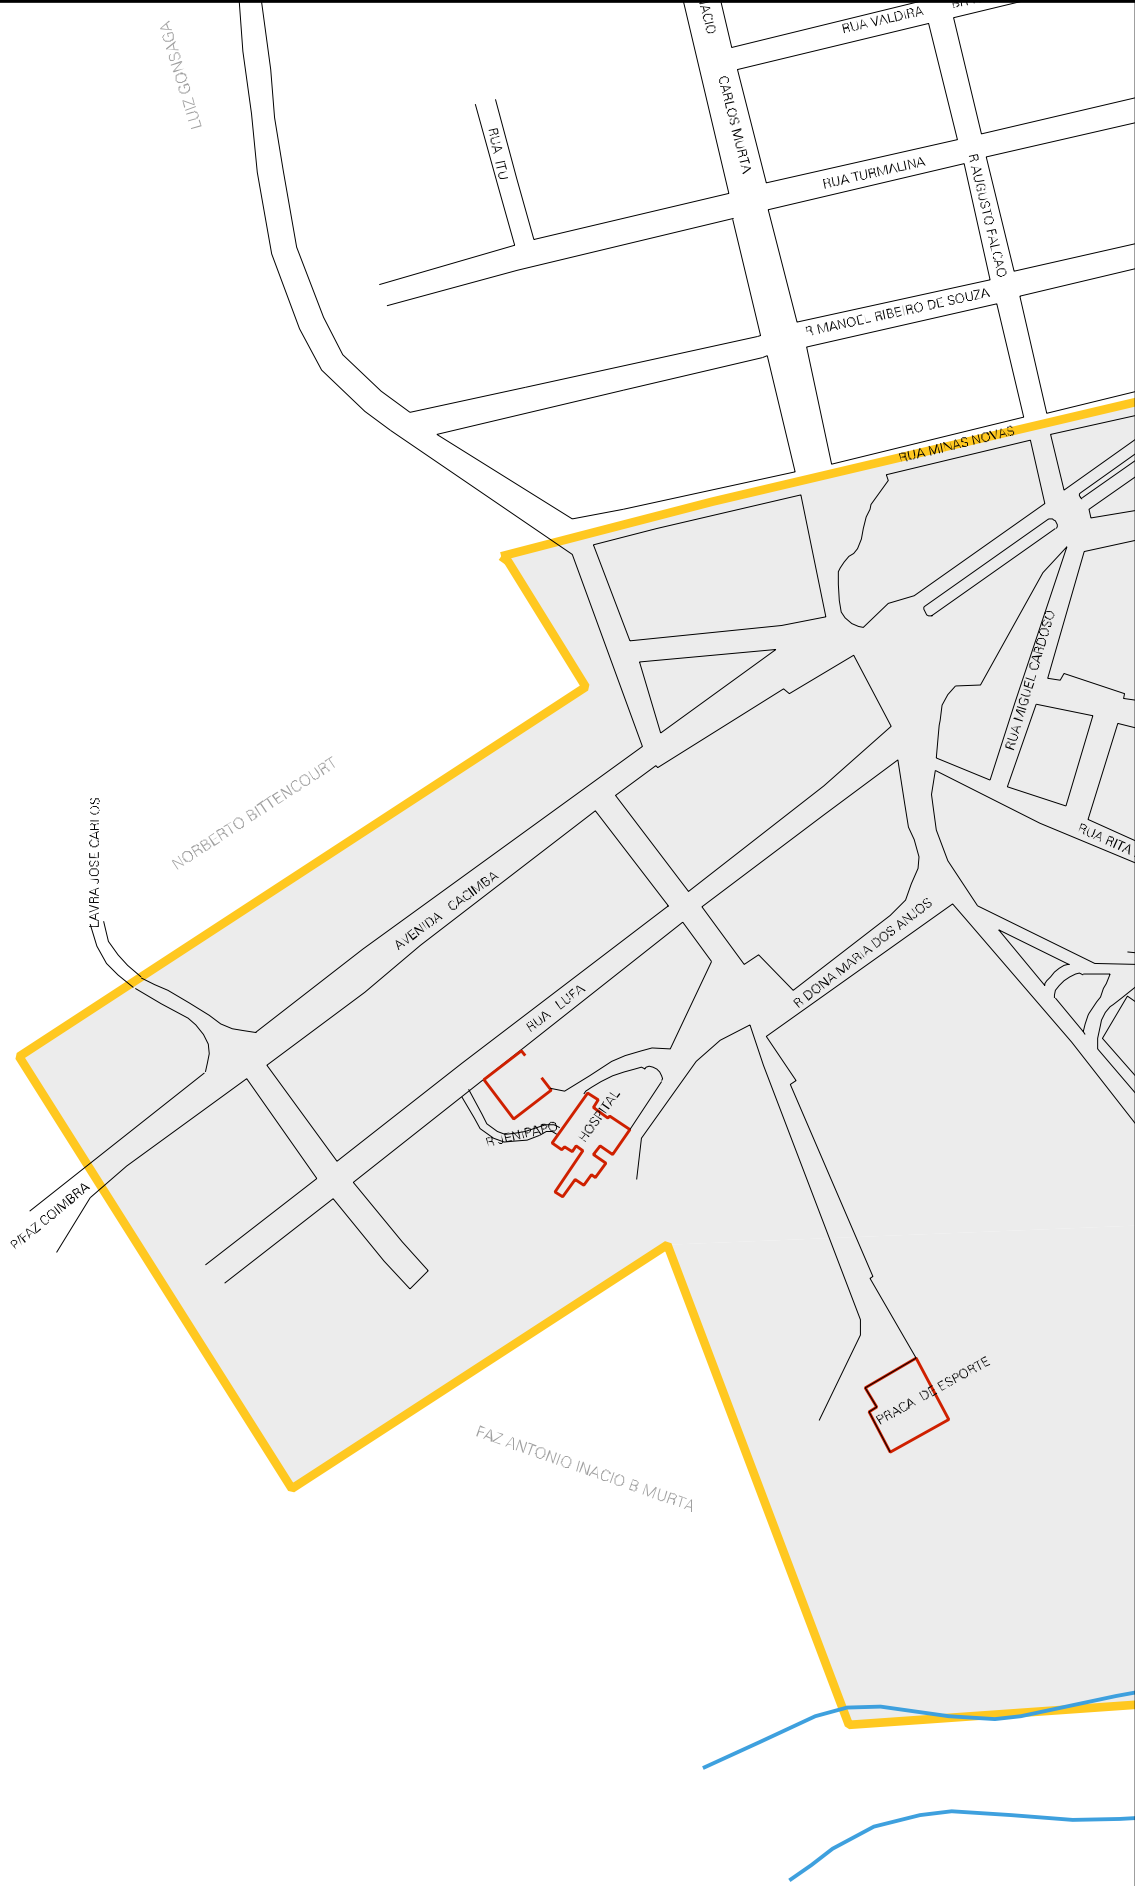 RUA VALDIRA
LUIZ GONSAGA
CARLOS MURTA
RUA ITU
RUA TURMALINA
R AUGUSTO FALCAO
R MANOEL RIBEIRO DE SOUZA
RUA MINAS NOVAS
RUA MIGUEL CARDOSO
NORBERTO BITTENCOURT
LAVRA JOSE CARLOS
RUA RITA
AVENIDA CACIMBA
R DONA MARIA DOS ANJOS
RUA LUFA
HOSPITAL
R JENIPAPO
P/FAZ COIMBRA
PRACA DE ESPORTE
FAZ ANTONIO INACIO B MURTA